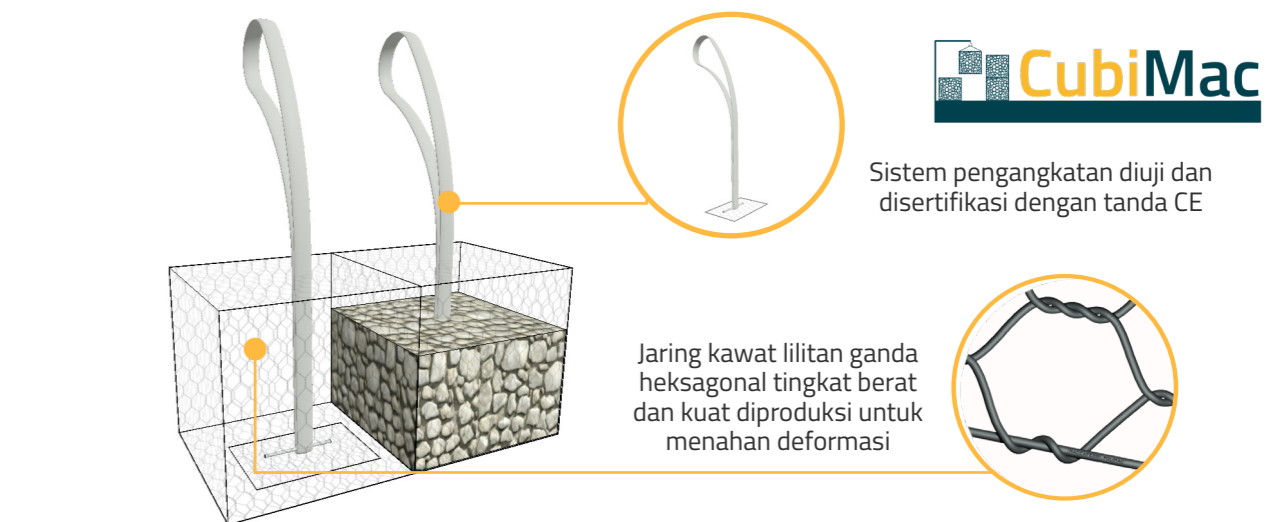 CubiMac
Sistem pengangkatan diuji dan
disertifikasi dengan tanda CE
Jaring kawat lilitan ganda
heksagonal tingkat berat
dan kuat diproduksi untuk
menahan deformasi